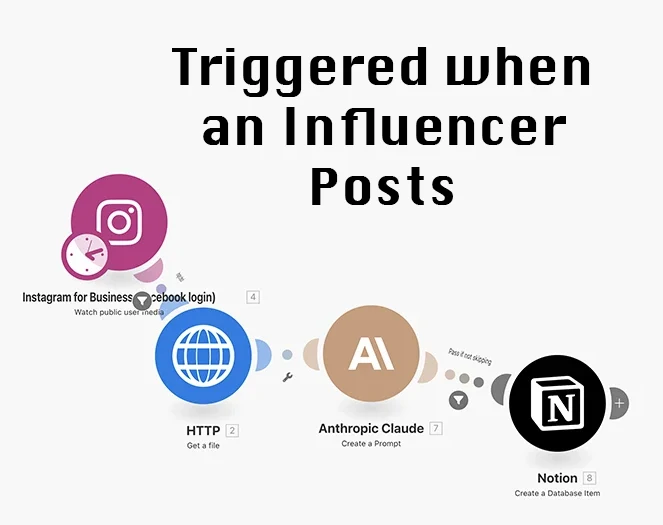 Triggered when
an Influencer
Posts
Instagram for Business cebook login)
4
Watch public user media
HTTP 2
Get a file
Anthropic Claude 7
Create a Prompt
Pass if not skipping
Notion 8
Create a Database Item